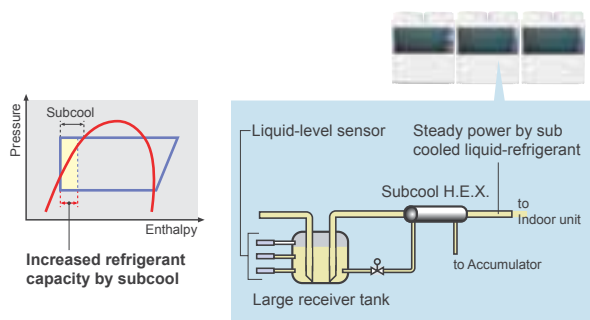 Subcool
Pressure
Enthalpy
Increased refrigerant
capacity by subcool
Liquid-level sensor
Steady power by sub
cooled liquid-refrigerant
Subcool H.E.X.
to
Indoor unit
to Accumulator
Large receiver tank